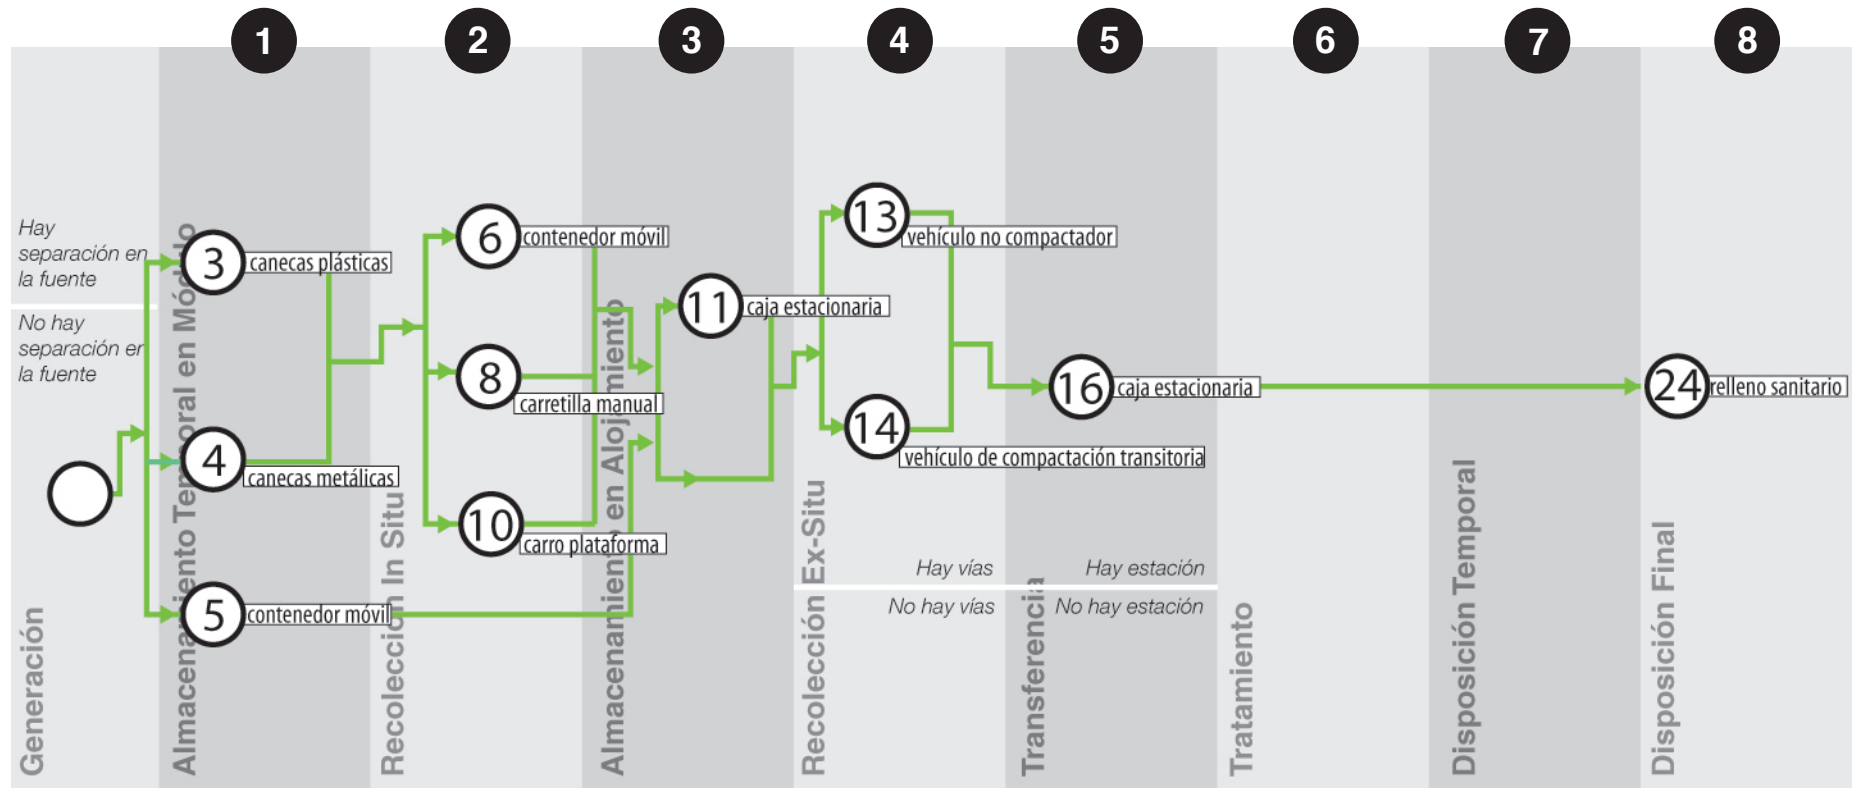 1
2
3
4
5
6
7
8
Hay
separación en
la fuente
No hay
separación en
la fuente
Generación
Almacenamiento Temporal en Módulo
3
canecas plásticas
4
canecas metálicas
5
contenedor móvil
Recolección In Situ
6
contenedor móvil
8
carretilla manual
10
carro plataforma
Almacenamiento en Alojamiento
11
caja estacionaria
Recolección Ex-Situ
13
vehículo no compactador
14
vehículo de compactación transitoria
Hay vías
No hay vías
Transferencia
16
caja estacionaria
Hay estación
No hay estación
Tratamiento
Disposición Temporal
Disposición Final
24
relleno sanitario